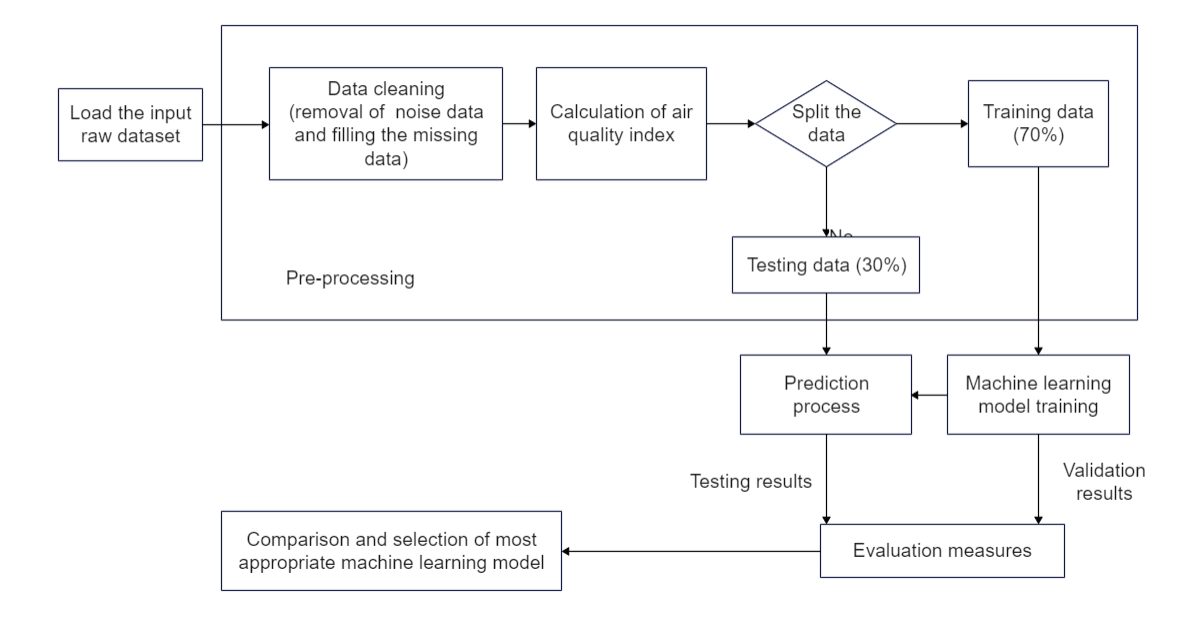 Load the input
raw dataset
Data cleaning
(removal of noise data
and filling the missing
data)
Calculation of air
quality index
Split the
data
Training data
(70%)
No
Testing data (30%)
Pre-processing
Prediction
process
Machine learning
model training
Testing results
Validation
results
Comparison and selection of most
appropriate machine learning model
Evaluation measures